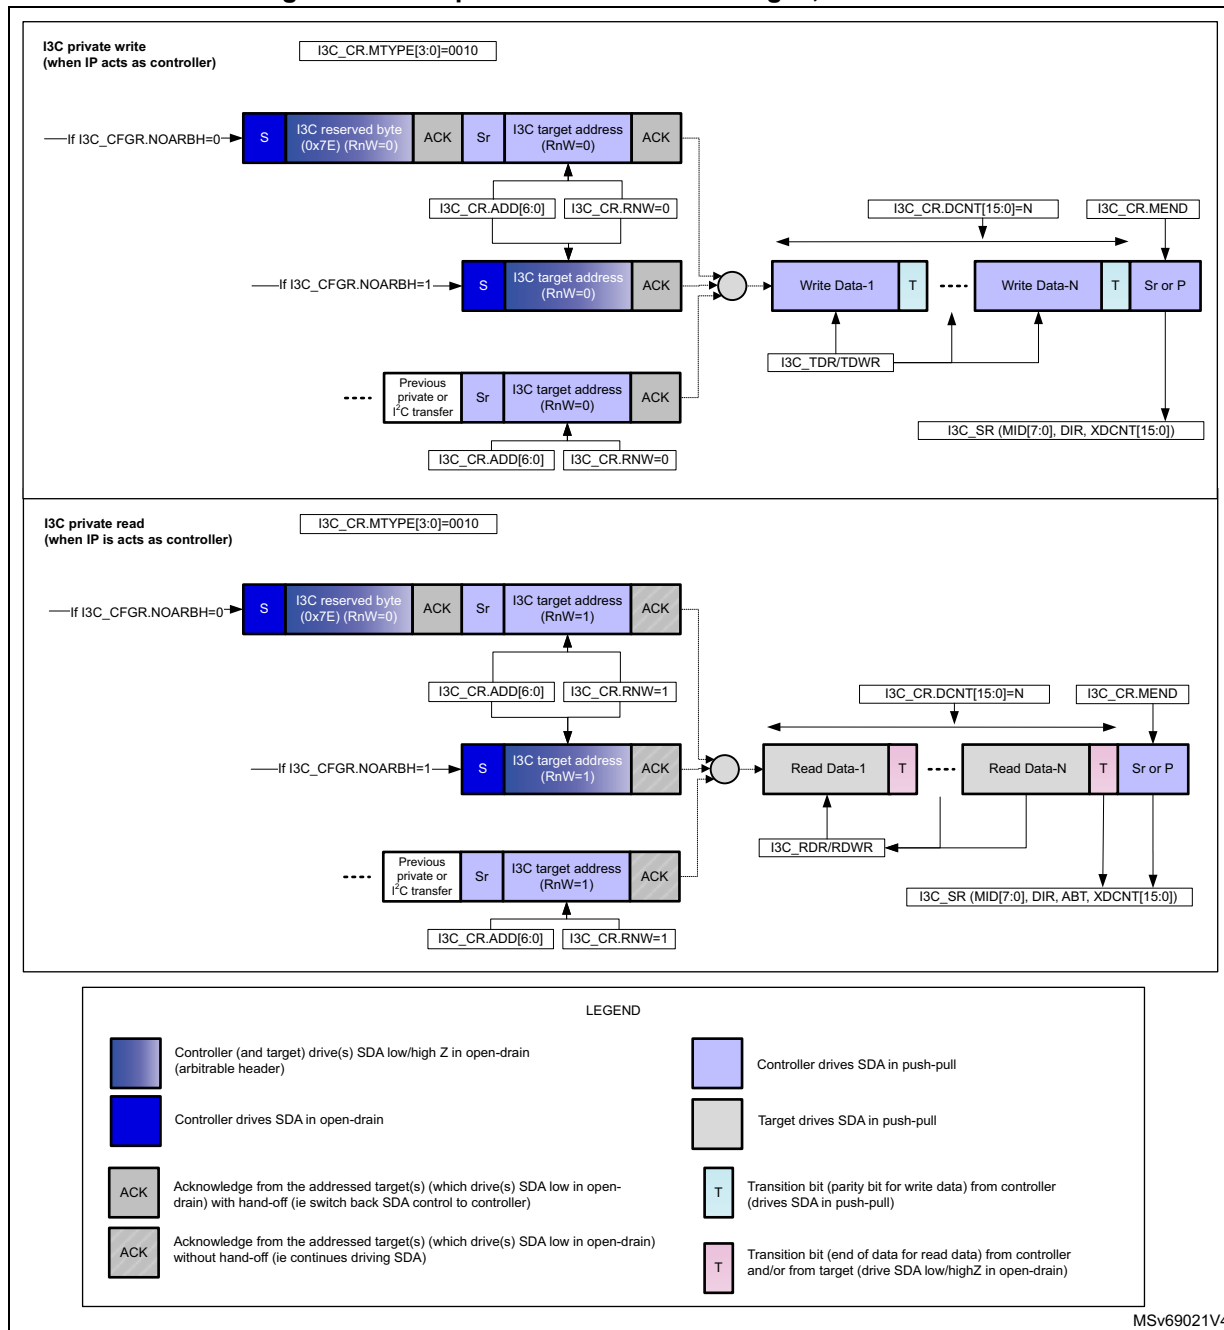 I3C private write
(when IP acts as controller)
I3C_CR.MTYPE[3:0]=0010
If I3C_CFGR.NOARBH=0
S
I3C reserved byte
(0x7E) (RnW=0)
ACK
Sr
I3C target address
(RnW=0)
ACK
I3C_CR.ADD[6:0]
I3C_CR.RNW=0
I3C_CR.DCNT[15:0]=N
I3C_CR.MEND
If I3C_CFGR.NOARBH=1
S
I3C target address
(RnW=0)
ACK
Write Data-1
T
Write Data-N
T
Sr or P
I3C_TDR/TDWR
Previous
private or
I²C transfer
Sr
I3C target address
(RnW=0)
ACK
I3C_SR (MID[7:0], DIR, XDCNT[15:0])
I3C_CR.ADD[6:0]
I3C_CR.RNW=0
I3C private read
(when IP is acts as controller)
I3C_CR.MTYPE[3:0]=0010
If I3C_CFGR.NOARBH=0
S
I3C reserved byte
(0x7E) (RnW=0)
ACK
Sr
I3C target address
(RnW=1)
ACK
I3C_CR.ADD[6:0]
I3C_CR.RNW=1
I3C_CR.DCNT[15:0]=N
I3C_CR.MEND
If I3C_CFGR.NOARBH=1
S
I3C target address
(RnW=1)
ACK
Read Data-1
T
Read Data-N
T
Sr or P
I3C_RDR/RDWR
Previous
private or
I²C transfer
Sr
I3C target address
(RnW=1)
ACK
I3C_SR (MID[7:0], DIR, ABT, XDCNT[15:0])
I3C_CR.ADD[6:0]
I3C_CR.RNW=1
LEGEND
Controller (and target) drive(s) SDA low/high Z in open-drain
(arbitrable header)
Controller drives SDA in push-pull
Controller drives SDA in open-drain
Target drives SDA in push-pull
ACK
Acknowledge from the addressed target(s) (which drive(s) SDA low in open-
drain) with hand-off (ie switch back SDA control to controller)
T
Transition bit (parity bit for write data) from controller
(drives SDA in push-pull)
ACK
Acknowledge from the addressed target(s) (which drive(s) SDA low in open-drain)
without hand-off (ie continues driving SDA)
T
Transition bit (end of data for read data) from controller
and/or from target (drive SDA low/highZ in open-drain)
MSv69021V4